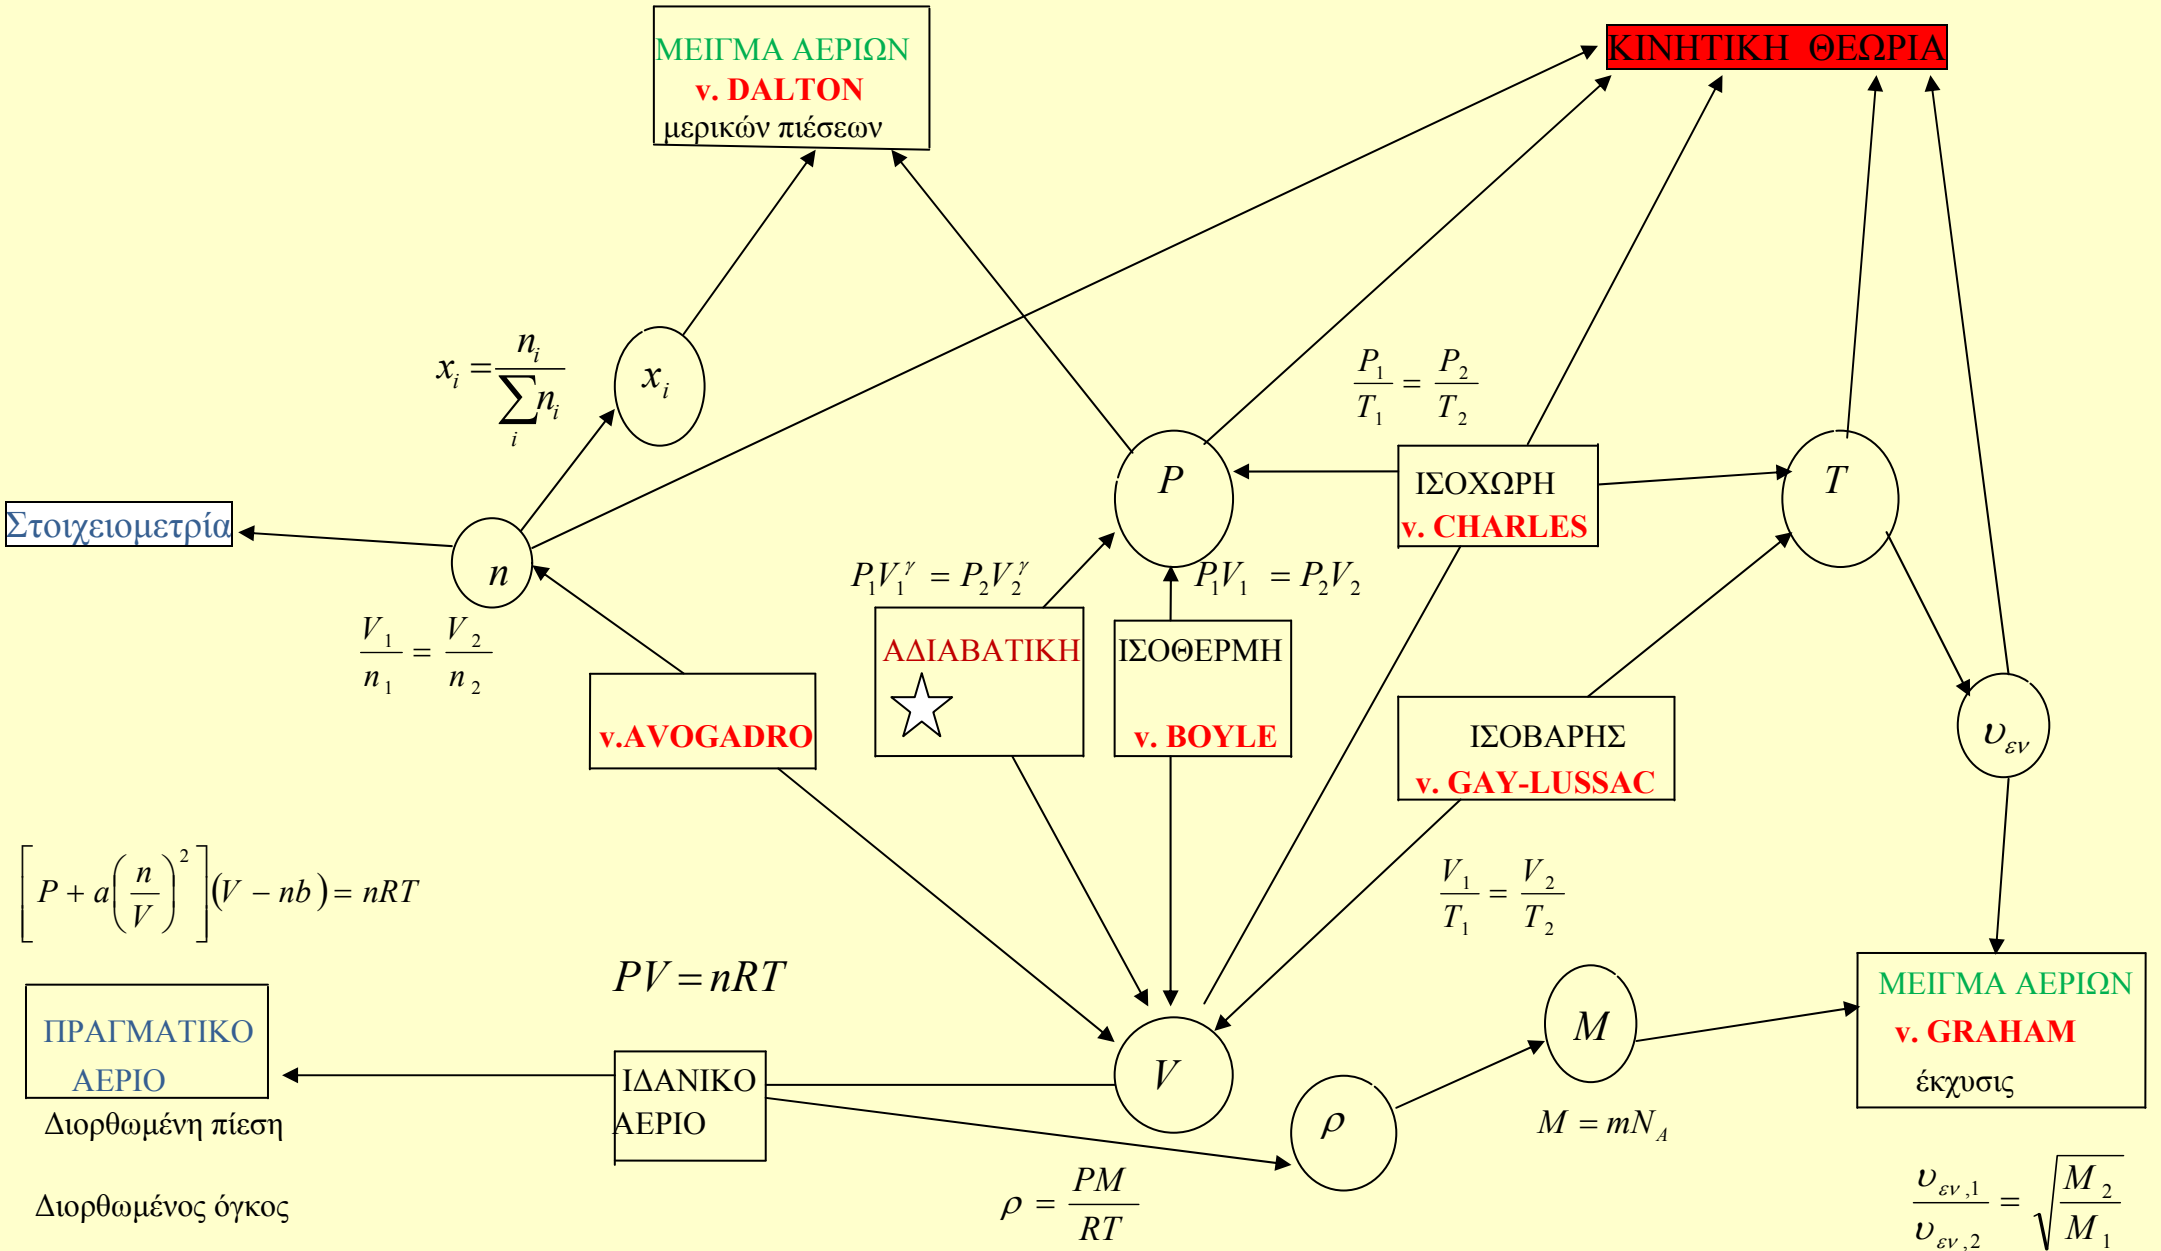 ΜΕΙΓΜΑ ΑΕΡΙΩΝ
ν. DALTON
μερικών πιέσεων
ΚΙΝΗΤΙΚΗ ΘΕΩΡΙΑ
x_i = n_i / ∑_i n_i
x_i
P_1 / T_1 = P_2 / T_2
P
ΙΣΟΧΩΡΗ
ν. CHARLES
T
Στοιχειομετρία
n
V_1 / n_1 = V_2 / n_2
P_1V_1^γ = P_2V_2^γ
P_1V_1 = P_2V_2
ΑΔΙΑΒΑΤΙΚΗ
ΙΣΟΘΕΡΜΗ
ν. BOYLE
ν.AVOGADRO
ΙΣΟΒΑΡΗΣ
ν. GAY-LUSSAC
υ_εν
V_1 / T_1 = V_2 / T_2
[P + a(n / V)^2](V − nb) = nRT
PV = nRT
ΠΡΑΓΜΑΤΙΚΟ
ΑΕΡΙΟ
Διορθωμένη πίεση
Διορθωμένος όγκος
ΙΔΑΝΙΚΟ
ΑΕΡΙΟ
V
ρ
ρ = PM / RT
M
M = mN_A
ΜΕΙΓΜΑ ΑΕΡΙΩΝ
ν. GRAHAM
έκχυσις
υ_εν,1 / υ_εν,2 = √(M_2 / M_1)